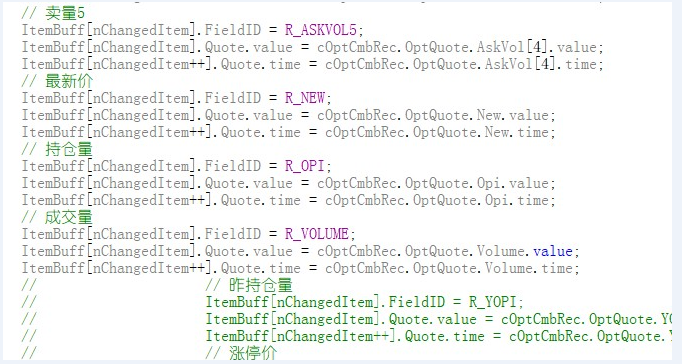 // 卖量5
ItemBuff[nChangedItem].FieldID = R_ASKVOL5;
ItemBuff[nChangedItem].Quote.value = cOptCmbRec.OptQuote.AskVol[4].value;
ItemBuff[nChangedItem++].Quote.time = cOptCmbRec.OptQuote.AskVol[4].time;
// 最新价
ItemBuff[nChangedItem].FieldID = R_NEW;
ItemBuff[nChangedItem].Quote.value = cOptCmbRec.OptQuote.New.value;
ItemBuff[nChangedItem++].Quote.time = cOptCmbRec.OptQuote.New.time;
// 持仓量
ItemBuff[nChangedItem].FieldID = R_OPI;
ItemBuff[nChangedItem].Quote.value = cOptCmbRec.OptQuote.Opi.value;
ItemBuff[nChangedItem++].Quote.time = cOptCmbRec.OptQuote.Opi.time;
// 成交量
ItemBuff[nChangedItem].FieldID = R_VOLUME;
ItemBuff[nChangedItem].Quote.value = cOptCmbRec.OptQuote.Volume.value;
ItemBuff[nChangedItem++].Quote.time = cOptCmbRec.OptQuote.Volume.time;
// // 昨持仓量
// ItemBuff[nChangedItem].FieldID = R_YOPI;
// ItemBuff[nChangedItem].Quote.value = cOptCmbRec.OptQuote.YO
// ItemBuff[nChangedItem++].Quote.time = cOptCmbRec.OptQuote.Y
// // 涨停价